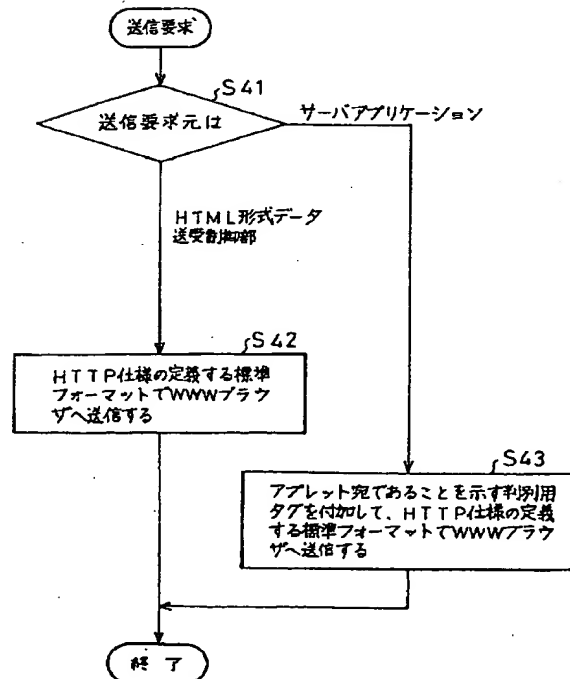 送信要求
S41
送信要求元は
サーバアプリケーション
HTML形式データ
送受制御部
S42
HTTP仕様の定義する標準
フォーマットでWWWブラウ
ザへ送信する
S43
アプレット宛であることを示す判別用
タグを付加して、HTTP仕様の定義
する標準フォーマットでWWWブラウ
ザへ送信する
終了